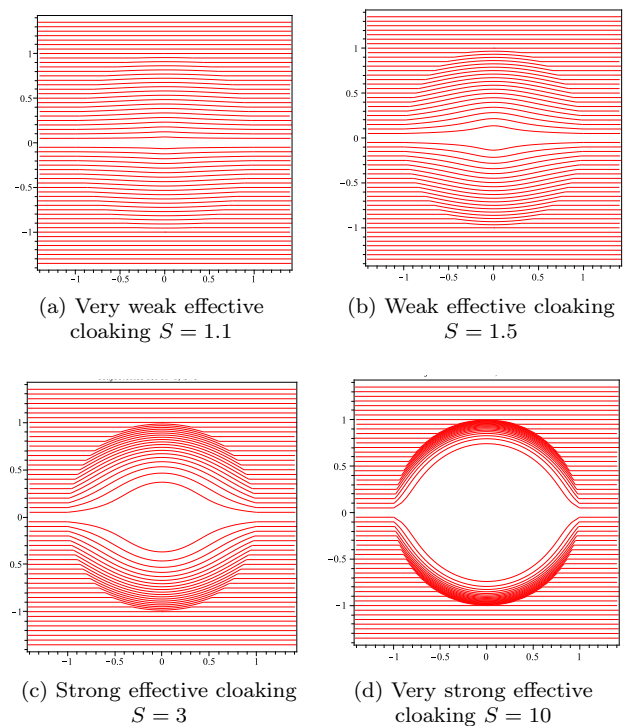 1
0.5
0
−0.5
−1
−1 −0.5 0 0.5 1
1
0.5
0
−0.5
−1
−1 −0.5 0 0.5 1
(a) Very weak effective
cloaking S = 1.1
(b) Weak effective cloaking
S = 1.5
1
0.5
0
−0.5
−1
−1 −0.5 0 0.5 1
1
0.5
0
−0.5
−1
−1 −0.5 0 0.5 1
(c) Strong effective cloaking
S = 3
(d) Very strong effective
cloaking S = 10